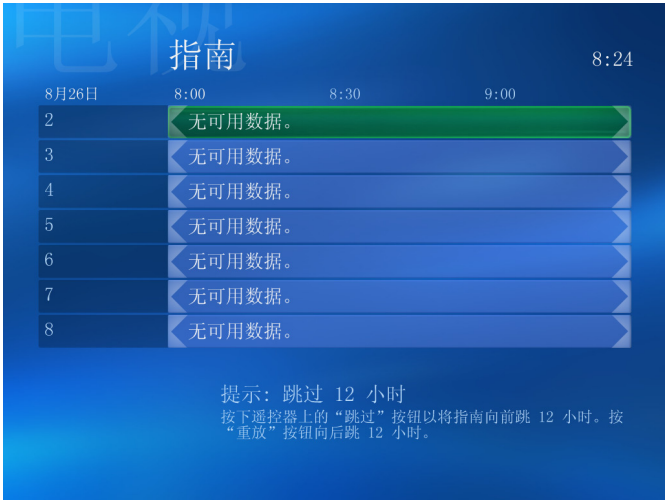 电视
指南
8:24
8月26日 8:00 8:30 9:00
2 无可用数据。
3 无可用数据。
4 无可用数据。
5 无可用数据。
6 无可用数据。
7 无可用数据。
8 无可用数据。
提示: 跳过 12 小时
按下遥控器上的“跳过”按钮以将指南向前跳 12 小时。按
“重放”按钮向后跳 12 小时。